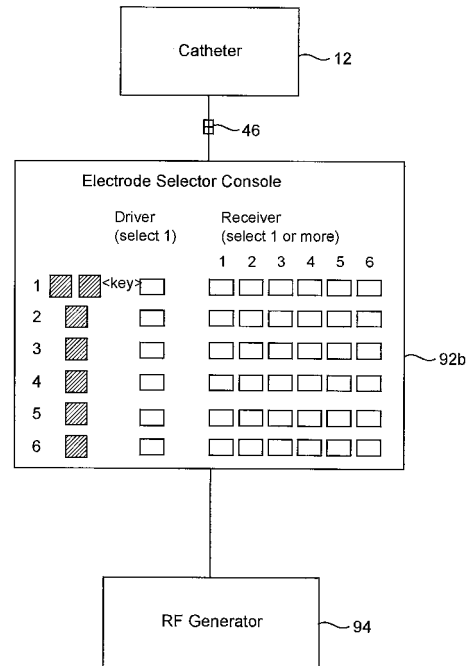 Catheter
12
46
Electrode Selector Console
Driver
(select 1)
Receiver
(select 1 or more)
1 2 3 4 5 6
1 <key>
2
3
4
5
6
92b
RF Generator
94